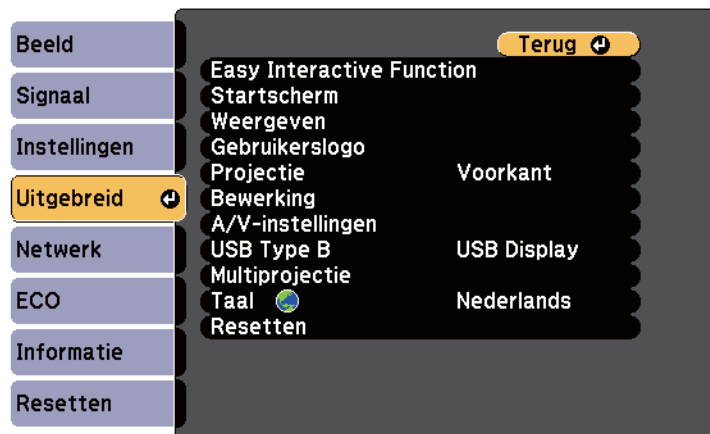 Beeld
Signaal
Instellingen
Uitgebreid
Netwerk
ECO
Informatie
Resetten
Terug
Easy Interactive Function
Startscherm
Weergeven
Gebruikerslogo
Projectie Voorkant
Bewerking
A/V-instellingen
USB Type B USB Display
Multiprojectie
Taal Nederlands
Resetten